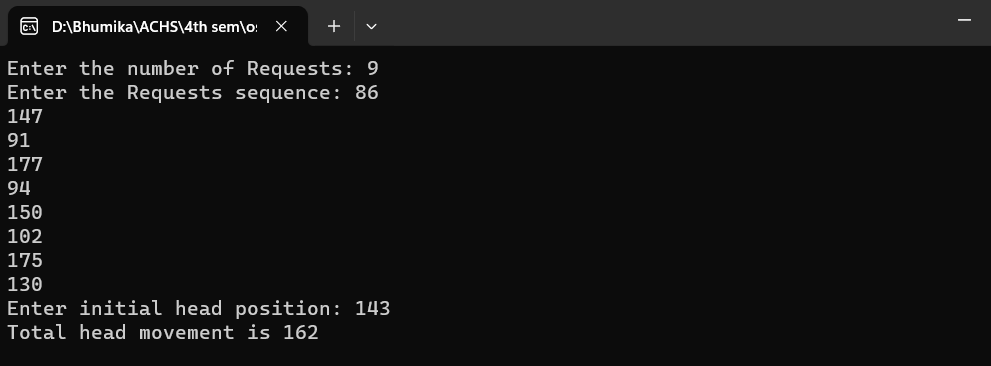 D:\Bhumika\ACHS\4th sem\os
Enter the number of Requests: 9
Enter the Requests sequence: 86
147
91
177
94
150
102
175
130
Enter initial head position: 143
Total head movement is 162